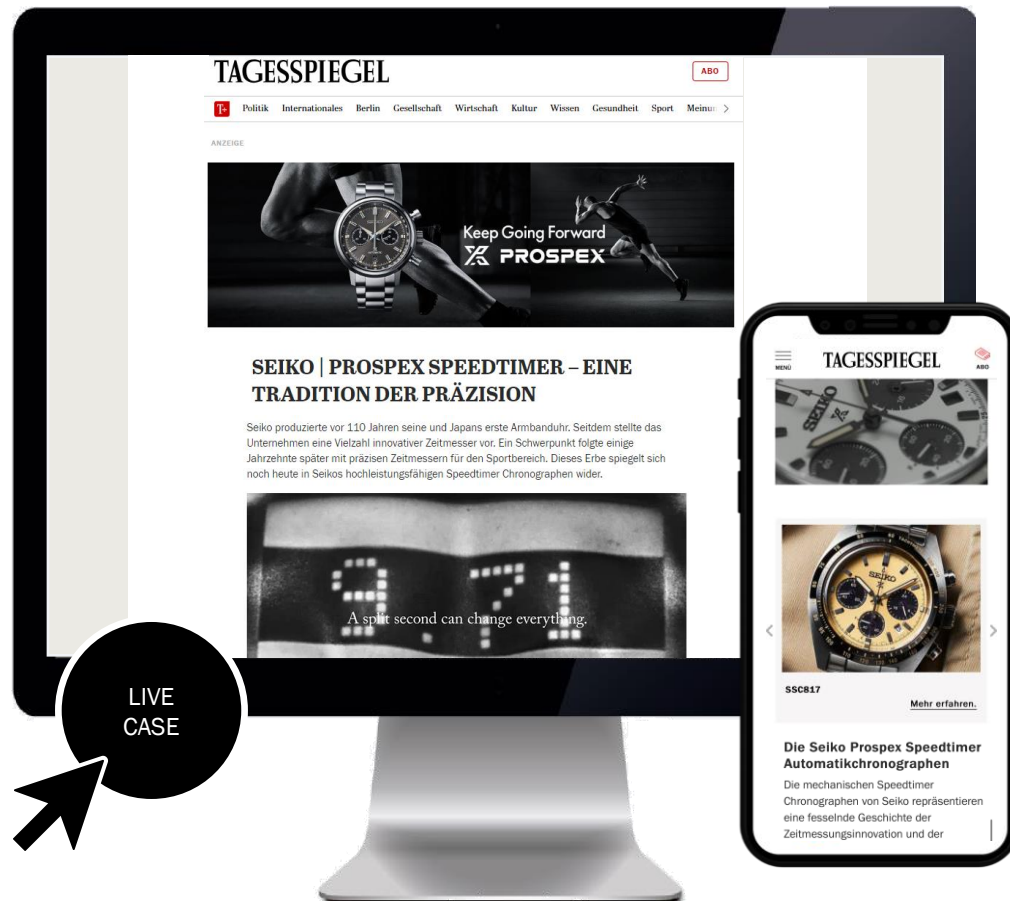 TAGESSPIEGEL
ABO
T+ Politik Internationales Berlin Gesellschaft Wirtschaft Kultur Wissen Gesundheit Sport
ANZEIGE
SEIKO
Keep Going Forward
PROSPEX
SEIKO | PROSPEX SPEEDTIMER – EINE
TRADITION DER PRÄZISION
Seiko produzierte vor 110 Jahren seine und Japans erste Armbanduhr. Seitdem stellte das
Unternehmen eine Vielzahl innovativer Zeitmesser vor. Ein Schwerpunkt folgte einige
Jahrzehnte später mit präzisen Zeitmessern für den Sportbereich. Dieses Erbe spiegelt sich
noch heute in Seikos hochleistungsfähigen Speedtimer Chronographen wider.
9.71
A split second can change everything.
LIVE
CASE
MENÜ
TAGESSPIEGEL
ABO
SEIKO
SEIKO
SSC817
Mehr erfahren.
Die Seiko Prospex Speedtimer
Automatikchronographen
Die mechanischen Speedtimer
Chronographen von Seiko repräsentieren
eine fesselnde Geschichte der
Zeitmessungsinnovation und der